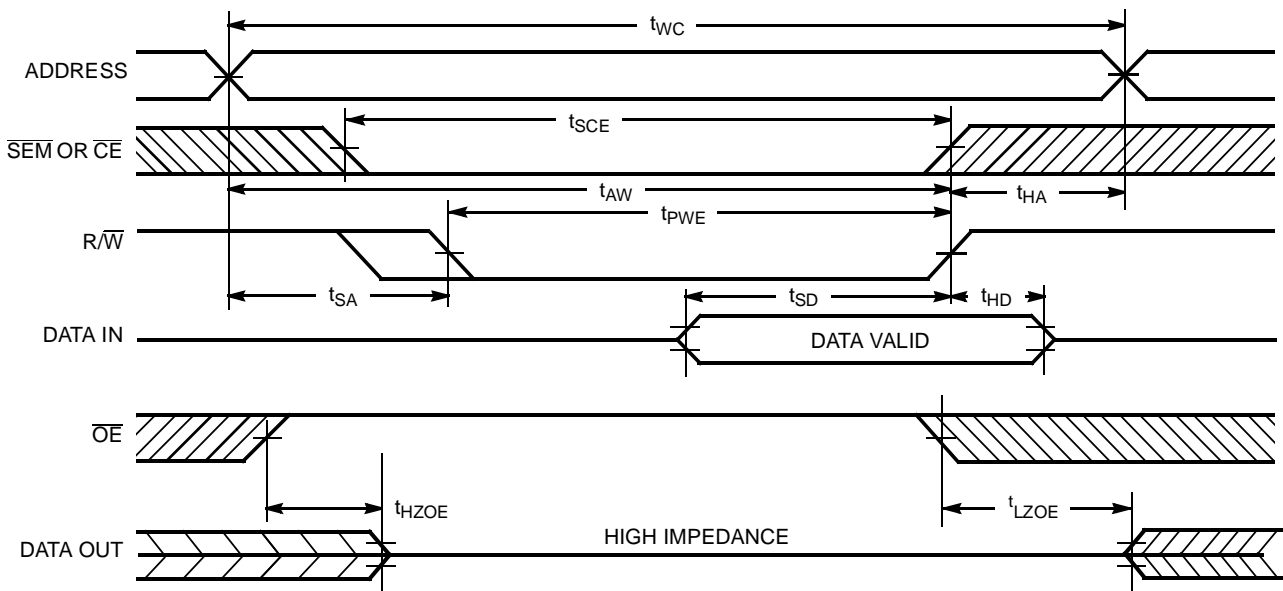 tWC
ADDRESS
tSCE
SEM OR CE
tAW
tHA
tPWE
R/W
tSA
tSD
tHD
DATA IN
DATA VALID
OE
tHZOE
tLZOE
HIGH IMPEDANCE
DATA OUT